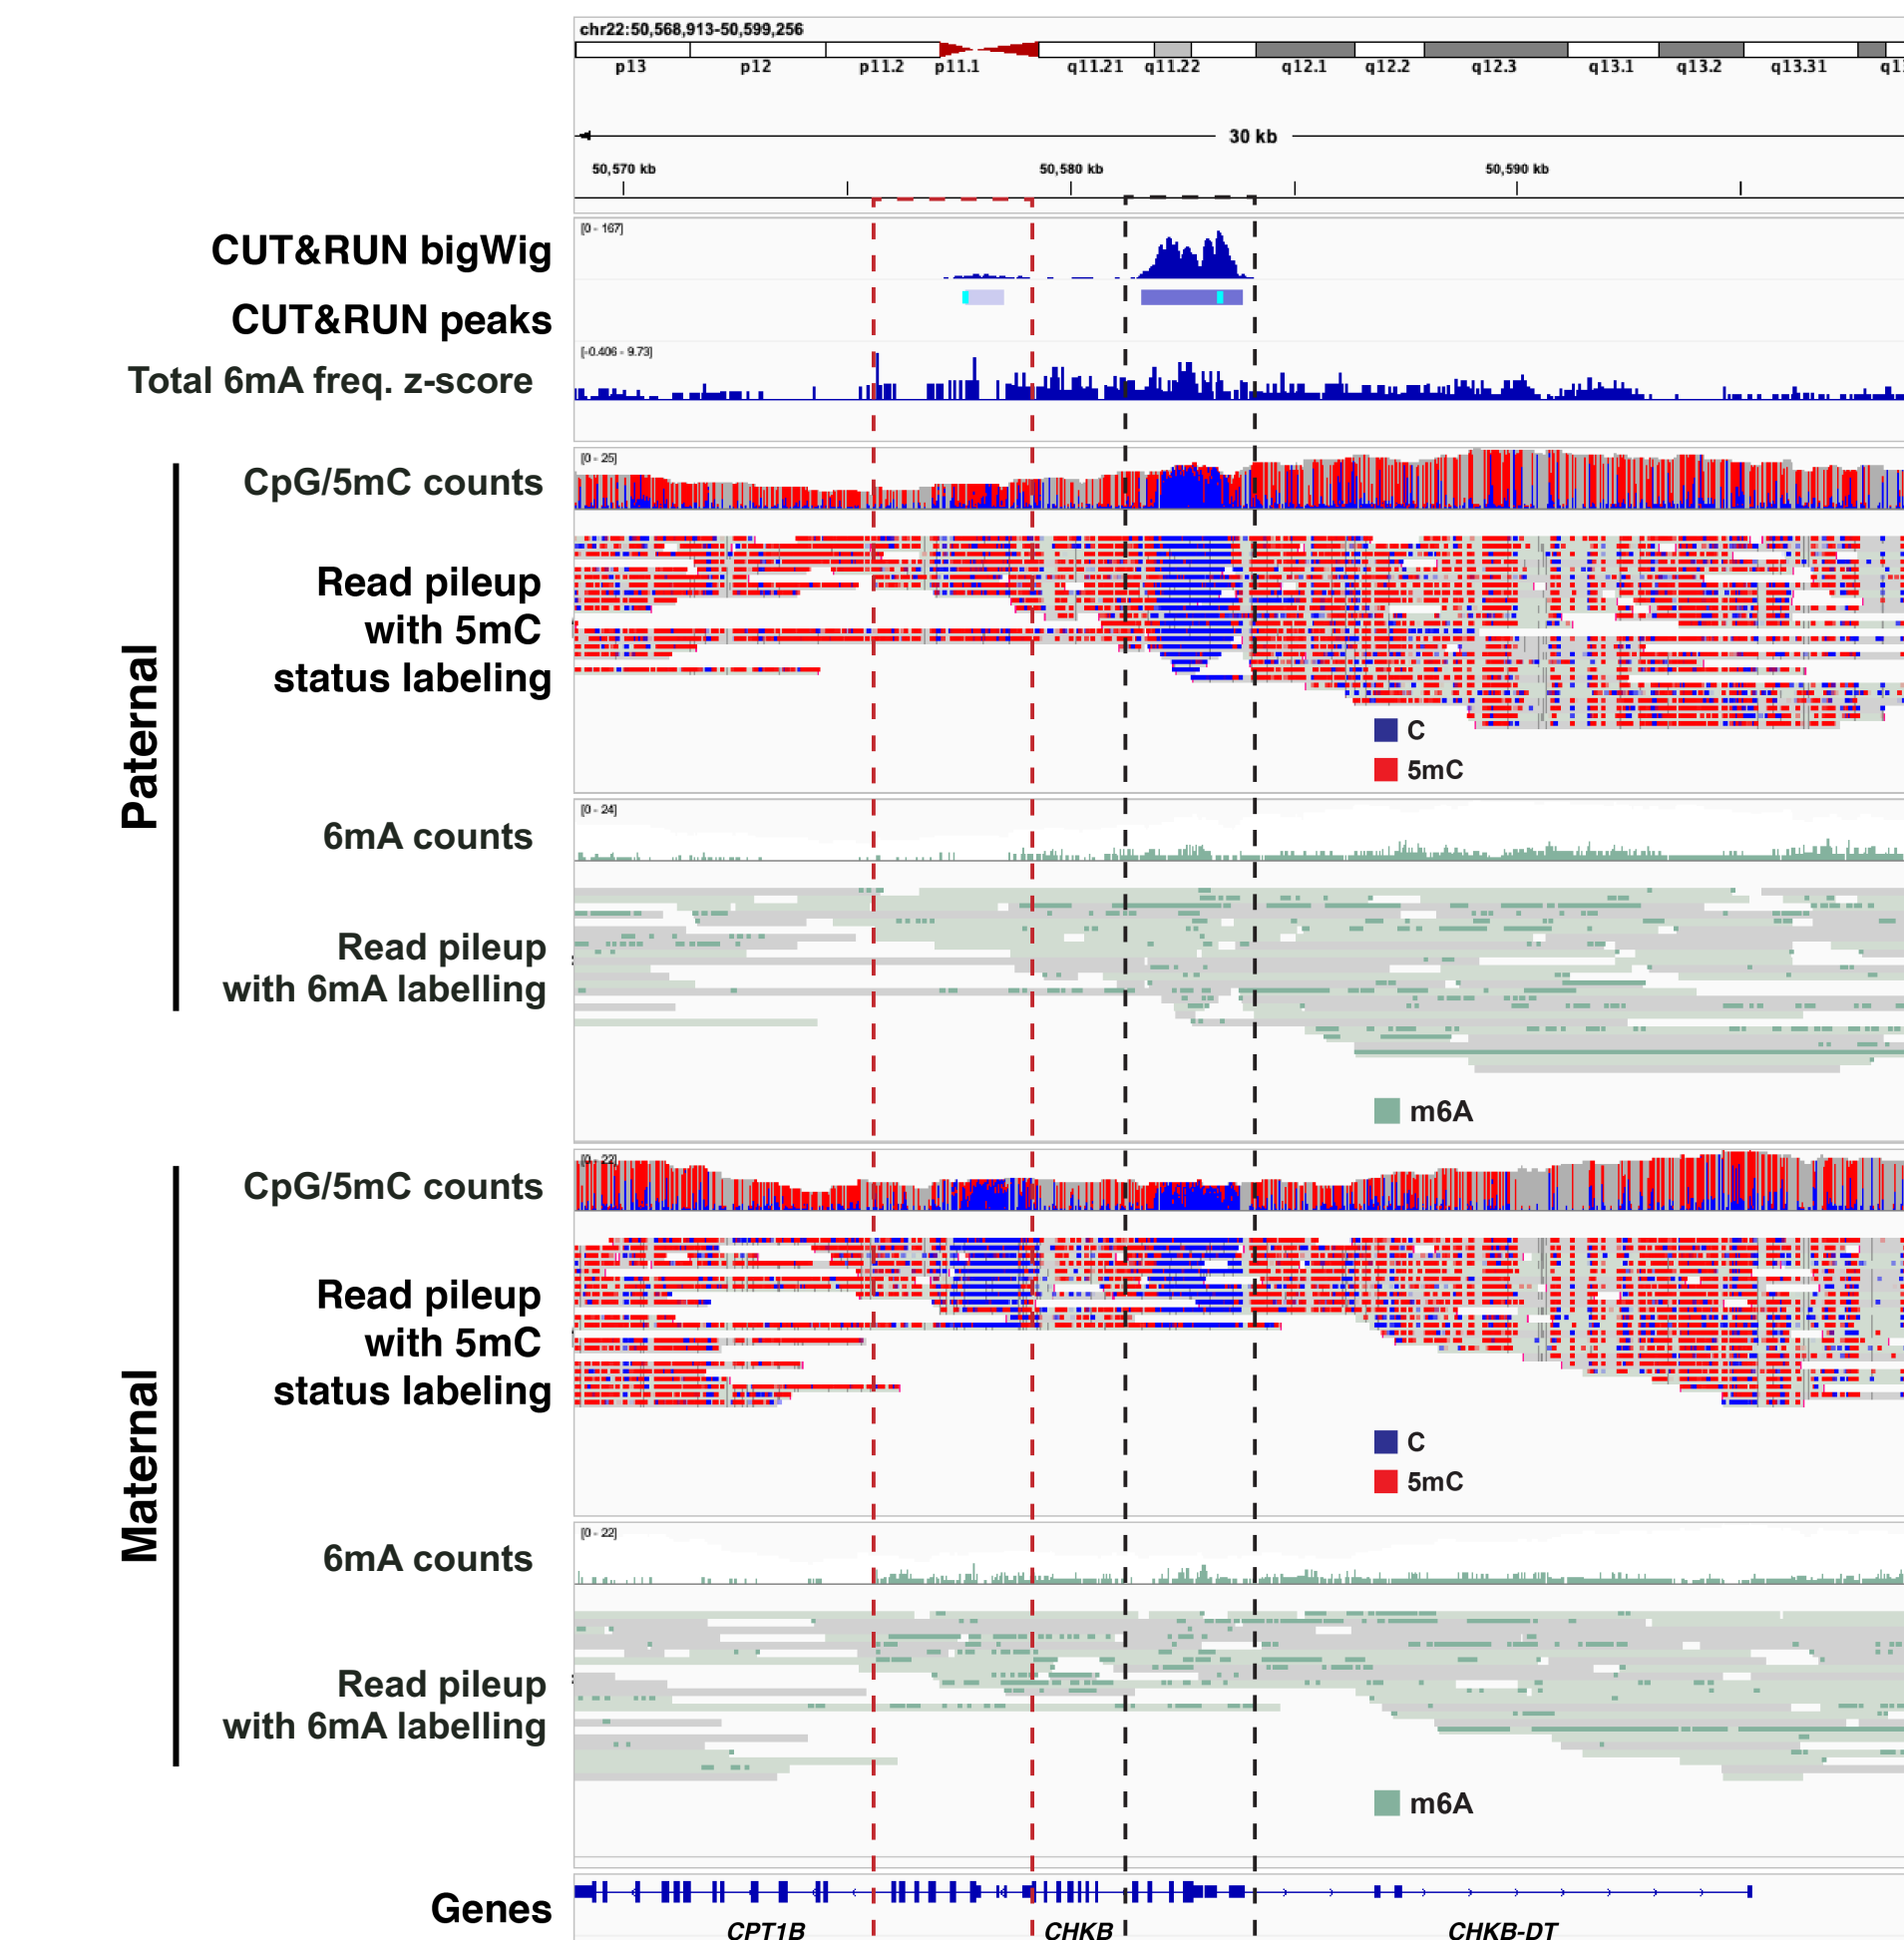 chr22:50,568,913-50,599,256
p13 p12 p11.2 p11.1 q11.21 q11.22 q12.1 q12.2 q12.3 q13.1 q13.2 q13.31
30 kb
50,570 kb 50,580 kb 50,590 kb
[0 - 167]
CUT&RUN bigWig
CUT&RUN peaks
[-0.406 - 9.73]
Total 6mA freq. z-score
Paternal
[0 - 25]
CpG/5mC counts
Read pileup
with 5mC
status labeling
C
5mC
[0 - 24]
6mA counts
Read pileup
with 6mA labelling
m6A
Maternal
[0 - 22]
CpG/5mC counts
Read pileup
with 5mC
status labeling
C
5mC
[0 - 22]
6mA counts
Read pileup
with 6mA labelling
m6A
Genes
CPT1B CHKB CHKB-DT